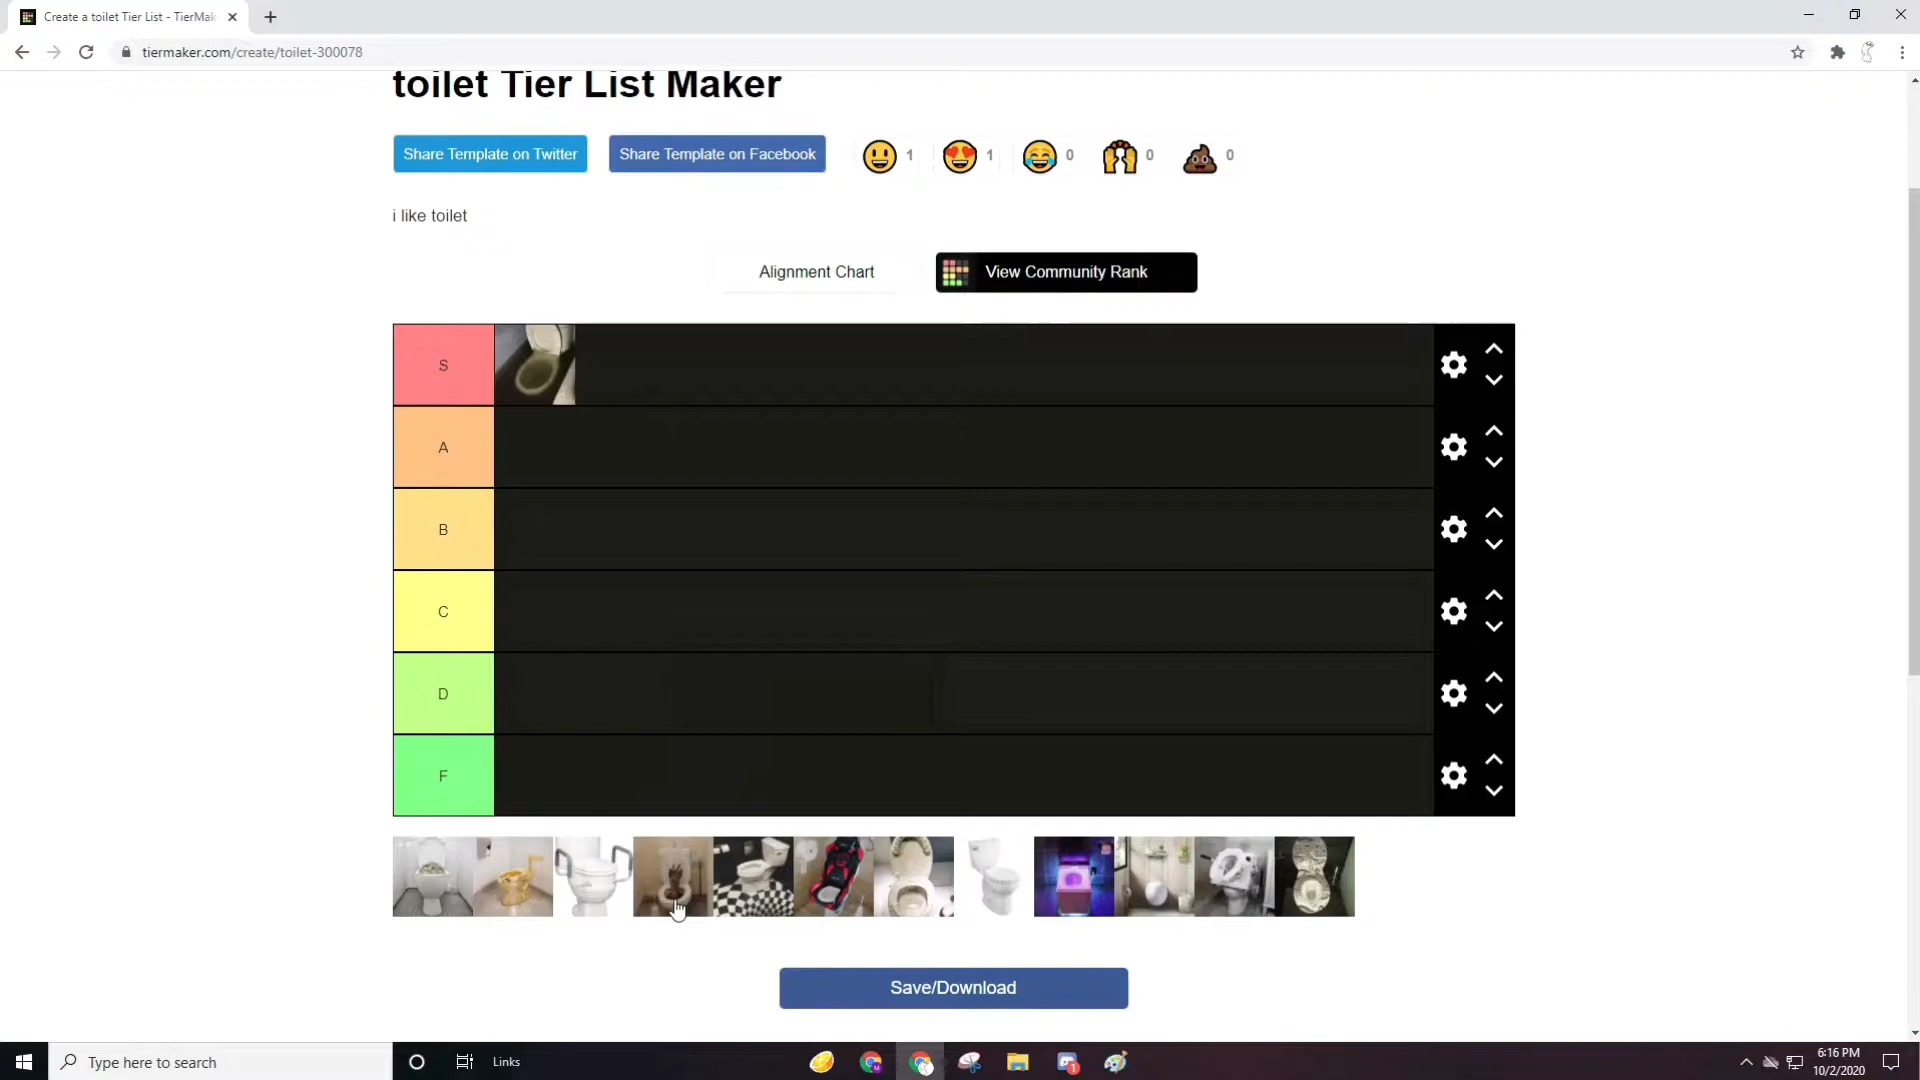 Create a toilet Tier List - TierMak
tiermaker.com/create/toilet-300078
toilet Tier List Maker
Share Template on Twitter
Share Template on Facebook
1
1
0
0
0
i like toilet
Alignment Chart
View Community Rank
S
A
B
C
D
F
Save/Download
Type here to search
Links
1
6:16 PM
10/2/2020